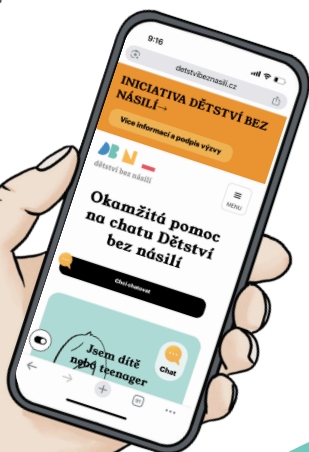 9:16
detstvibeznasili.cz
INICIATIVA DĚTSTVÍ BEZ
NÁSILÍ→
Více informací a podpis výzvy
DBN
dětství bez násilí
MENU
Okamžitá pomoc
na chatu Dětství
bez násilí
Chci chatovat
Jsem dítě
nebo teenager
Chat